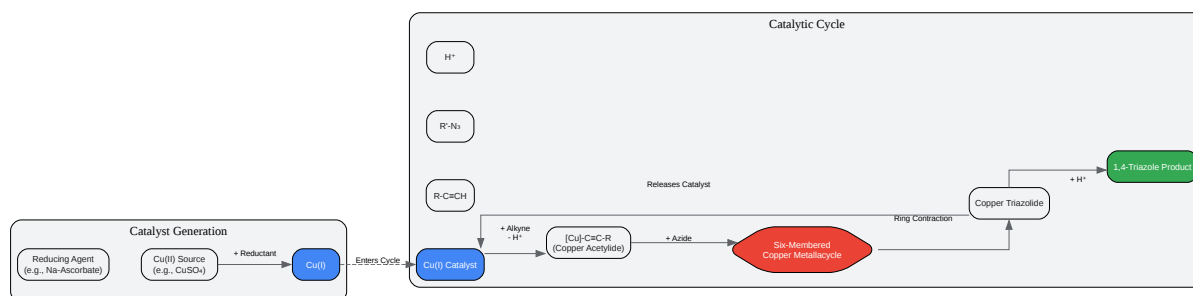 Catalytic Cycle
H⁺
R'-N₃
R-C≡CH
1,4-Triazole Product
+ H⁺
Releases Catalyst
Copper Triazolide
Ring Contraction
Catalyst Generation
Reducing Agent
(e.g., Na-Ascorbate)
Cu(II) Source
(e.g., CuSO₄)
+ Reductant
Cu(I)
Enters Cycle
Cu(I) Catalyst
+ Alkyne
- H⁺
[Cu]-C≡C-R
(Copper Acetylide)
+ Azide
Six-Membered
Copper Metallacycle